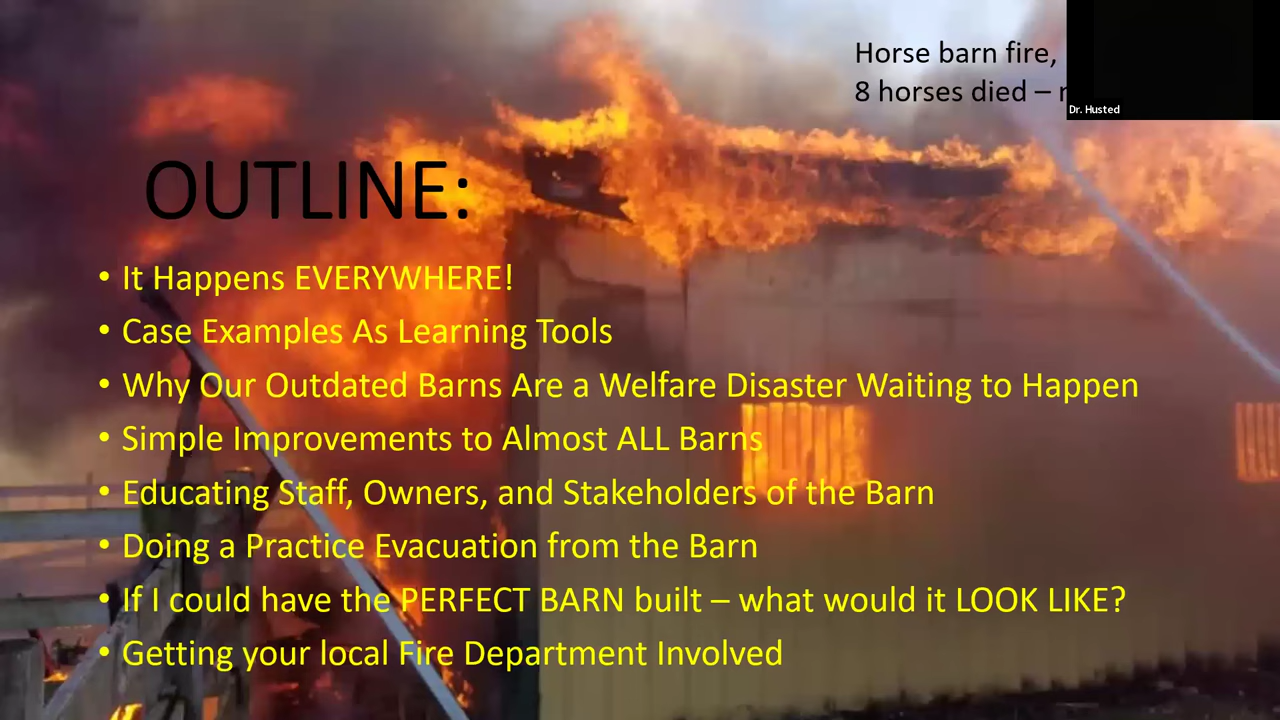 Horse barn fire,
8 horses died –
Dr. Husted
OUTLINE:
• It Happens EVERYWHERE!
• Case Examples As Learning Tools
• Why Our Outdated Barns Are a Welfare Disaster Waiting to Happen
• Simple Improvements to Almost ALL Barns
• Educating Staff, Owners, and Stakeholders of the Barn
• Doing a Practice Evacuation from the Barn
• If I could have the PERFECT BARN built – what would it LOOK LIKE?
• Getting your local Fire Department Involved